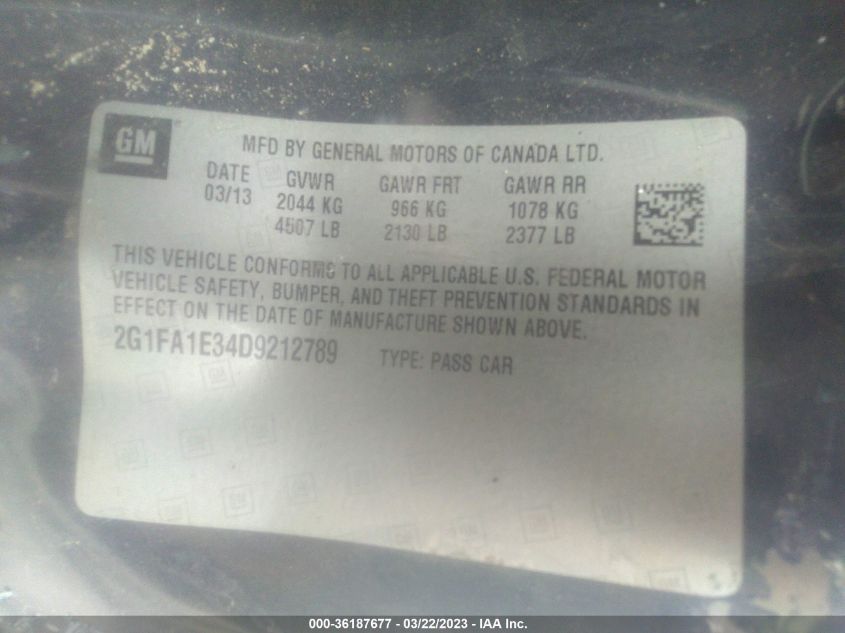 GM
MFD BY GENERAL MOTORS OF CANADA LTD.
DATE GVWR GAWR FRT GAWR RR
03/13 2044 KG 966 KG 1078 KG
4507 LB 2130 LB 2377 LB
THIS VEHICLE CONFORMS TO ALL APPLICABLE U.S. FEDERAL MOTOR
VEHICLE SAFETY, BUMPER, AND THEFT PREVENTION STANDARDS IN
EFFECT ON THE DATE OF MANUFACTURE SHOWN ABOVE.
2G1FA1E34D9212789 TYPE: PASS CAR
000-36187677 - 03/22/2023 - IAA Inc.